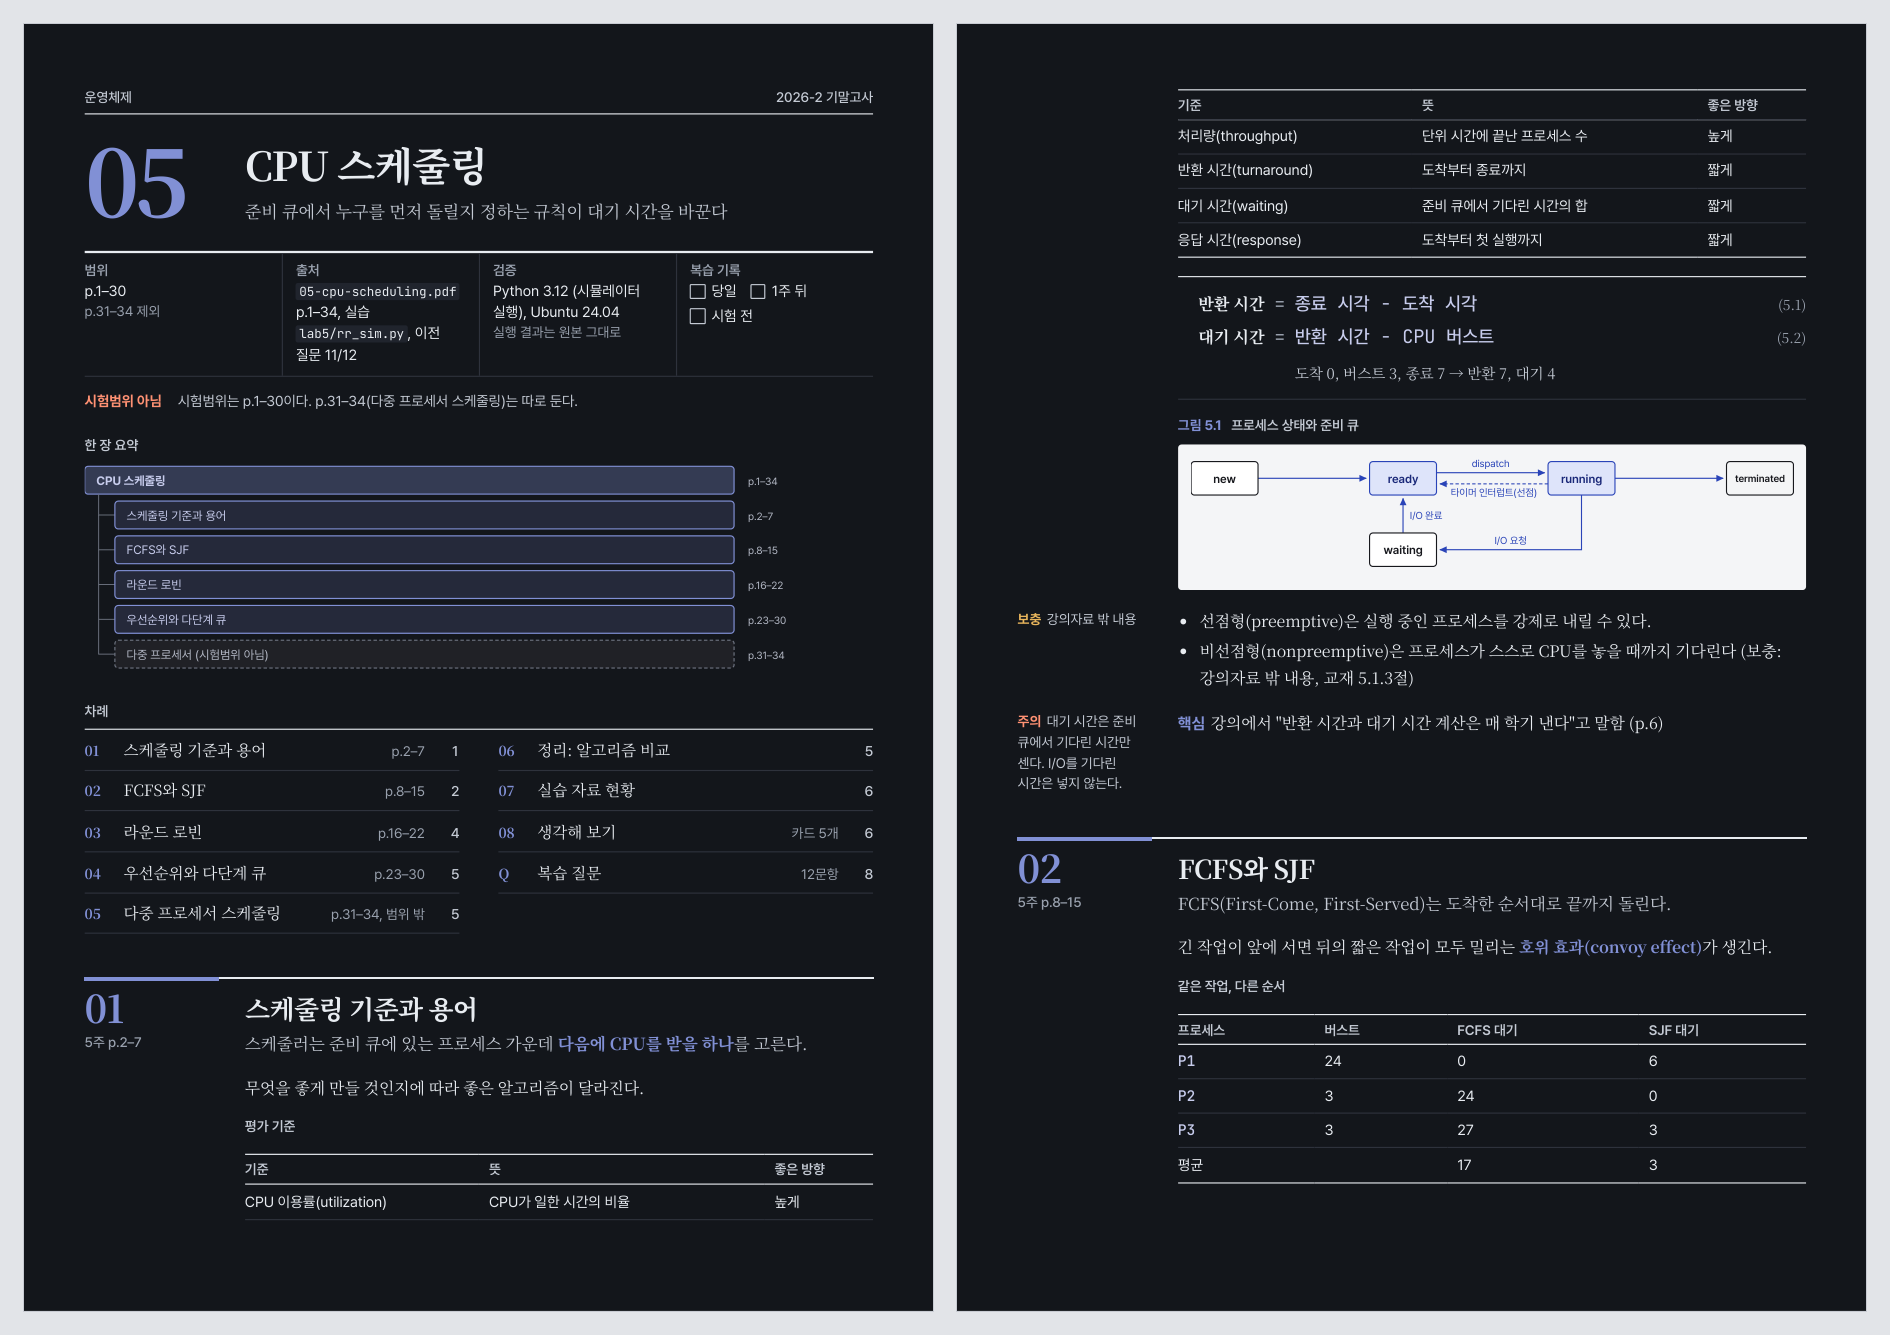 운영체제
2026-2 기말고사
05
CPU 스케줄링
준비 큐에서 누구를 먼저 돌릴지 정하는 규칙이 대기 시간을 바꾼다
범위
p.1–30
p.31–34 제외
출처
05-cpu-scheduling.pdf
p.1–34, 실습
lab5/rr_sim.py, 이전
질문 11/12
검증
Python 3.12 (시뮬레이터
실행), Ubuntu 24.04
실행 결과는 원본 그대로
복습 기록
당일 1주 뒤
시험 전
시험범위 아님 시험범위는 p.1–30이다. p.31–34(다중 프로세서 스케줄링)는 따로 둔다.
한 장 요약
CPU 스케줄링 p.1–34
스케줄링 기준과 용어 p.2–7
FCFS와 SJF p.8–15
라운드 로빈 p.16–22
우선순위와 다단계 큐 p.23–30
다중 프로세서 (시험범위 아님) p.31–34
차례
01 스케줄링 기준과 용어 p.2–7 1
02 FCFS와 SJF p.8–15 2
03 라운드 로빈 p.16–22 4
04 우선순위와 다단계 큐 p.23–30 5
05 다중 프로세서 스케줄링 p.31–34, 범위 밖 5
06 정리: 알고리즘 비교 5
07 실습 자료 현황 6
08 생각해 보기 카드 5개 6
Q 복습 질문 12문항 8
01
5주 p.2–7
스케줄링 기준과 용어
스케줄러는 준비 큐에 있는 프로세스 가운데 다음에 CPU를 받을 하나를 고른다.
무엇을 좋게 만들 것인지에 따라 좋은 알고리즘이 달라진다.
평가 기준
기준 뜻 좋은 방향
CPU 이용률(utilization) CPU가 일한 시간의 비율 높게
기준 뜻 좋은 방향
처리량(throughput) 단위 시간에 끝난 프로세스 수 높게
반환 시간(turnaround) 도착부터 종료까지 짧게
대기 시간(waiting) 준비 큐에서 기다린 시간의 합 짧게
응답 시간(response) 도착부터 첫 실행까지 짧게
반환 시간 = 종료 시각 - 도착 시각 (5.1)
대기 시간 = 반환 시간 - CPU 버스트 (5.2)
도착 0, 버스트 3, 종료 7 → 반환 7, 대기 4
그림 5.1 프로세스 상태와 준비 큐
new
ready
dispatch
타이머 인터럽트(선점)
running
terminated
I/O 완료
waiting
I/O 요청
보충 강의자료 밖 내용
• 선점형(preemptive)은 실행 중인 프로세스를 강제로 내릴 수 있다.
• 비선점형(nonpreemptive)은 프로세스가 스스로 CPU를 놓을 때까지 기다린다 (보충:
강의자료 밖 내용, 교재 5.1.3절)
주의 대기 시간은 준비
큐에서 기다린 시간만
센다. I/O를 기다린
시간은 넣지 않는다.
핵심 강의에서 "반환 시간과 대기 시간 계산은 매 학기 낸다"고 말함 (p.6)
02
5주 p.8–15
FCFS와 SJF
FCFS(First-Come, First-Served)는 도착한 순서대로 끝까지 돌린다.
긴 작업이 앞에 서면 뒤의 짧은 작업이 모두 밀리는 호위 효과(convoy effect)가 생긴다.
같은 작업, 다른 순서
프로세스 버스트 FCFS 대기 SJF 대기
P1 24 0 6
P2 3 24 0
P3 3 27 3
평균 17 3